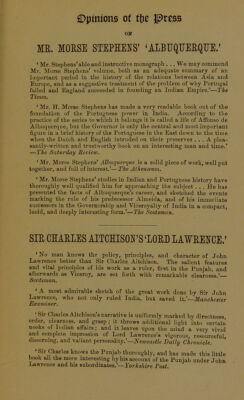 Opinions of the Press
ON
MR. MORSE STEPHENS' 'ALBUQUERQUE.'
'Mr. Stephens' able and instructive monograph . . . We may commend
Mr. Morse Stephens' volume, both as an adequate summary of an
important period in the history of the relations between Asia and
Europe, and as a suggestive treatment of the problem of why Portugal
failed and England succeeded in founding an Indian Empire.'—The
Times.
'Mr. H. Morse Stephens has made a very readable book out of the
foundation of the Portuguese power in India. According to the
practice of the series to which it belongs it is called a life of Affonso de
Albuquerque, but the Governor is only the central and most important
figure in a brief history of the Portuguese in the East down to the time
when the Dutch and English intruded on their preserves . . . A plea-
santly-written and trustworthy book on an interesting man and time.'
—The Saturday Review.
'Mr. Morse Stephens' Albuquerque is a solid piece of work, well put
together, and full of interest.'—The Athenæum.
'Mr. Morse Stephens' studies in Indian and Portuguese history have
thoroughly well qualified him for approaching the subject . . . He has
presented the facts of Albuquerque's career, and sketched the events
marking the rule of his predecessor Almeida, and of his immediate
successors in the Governorship and Viceroyalty of India in a compact,
lucid, and deeply interesting form.'—The Scotsman.
SIR CHARLES AITCHISON'S 'LORD LAWRENCE.'
'No man knows the policy, principles, and character of John
Lawrence better than Sir Charles Aitchison. The salient features
and vital principles of his work as a ruler, first in the Punjab, and
afterwards as Viceroy, are set forth with remarkable clearness.'—
Scotsman.
'A most admirable sketch of the great work done by Sir John
Lawrence, who not only ruled India, but saved it.'—Manchester
Examiner.
'Sir Charles Aitchison's narrative is uniformly marked by directness,
order, clearness, and grasp; it throws additional light into certain
nooks of Indian affairs; and it leaves upon the mind a very vivid
and complete impression of Lord Lawrence's vigorous, resourceful,
discerning, and valiant personality.'—Newcastle Daily Chronicle.
'Sir Charles knows the Punjab thoroughly, and has made this little
book all the more interesting by his account of the Punjab under John
Lawrence and his subordinates.'—Yorkshire Post.